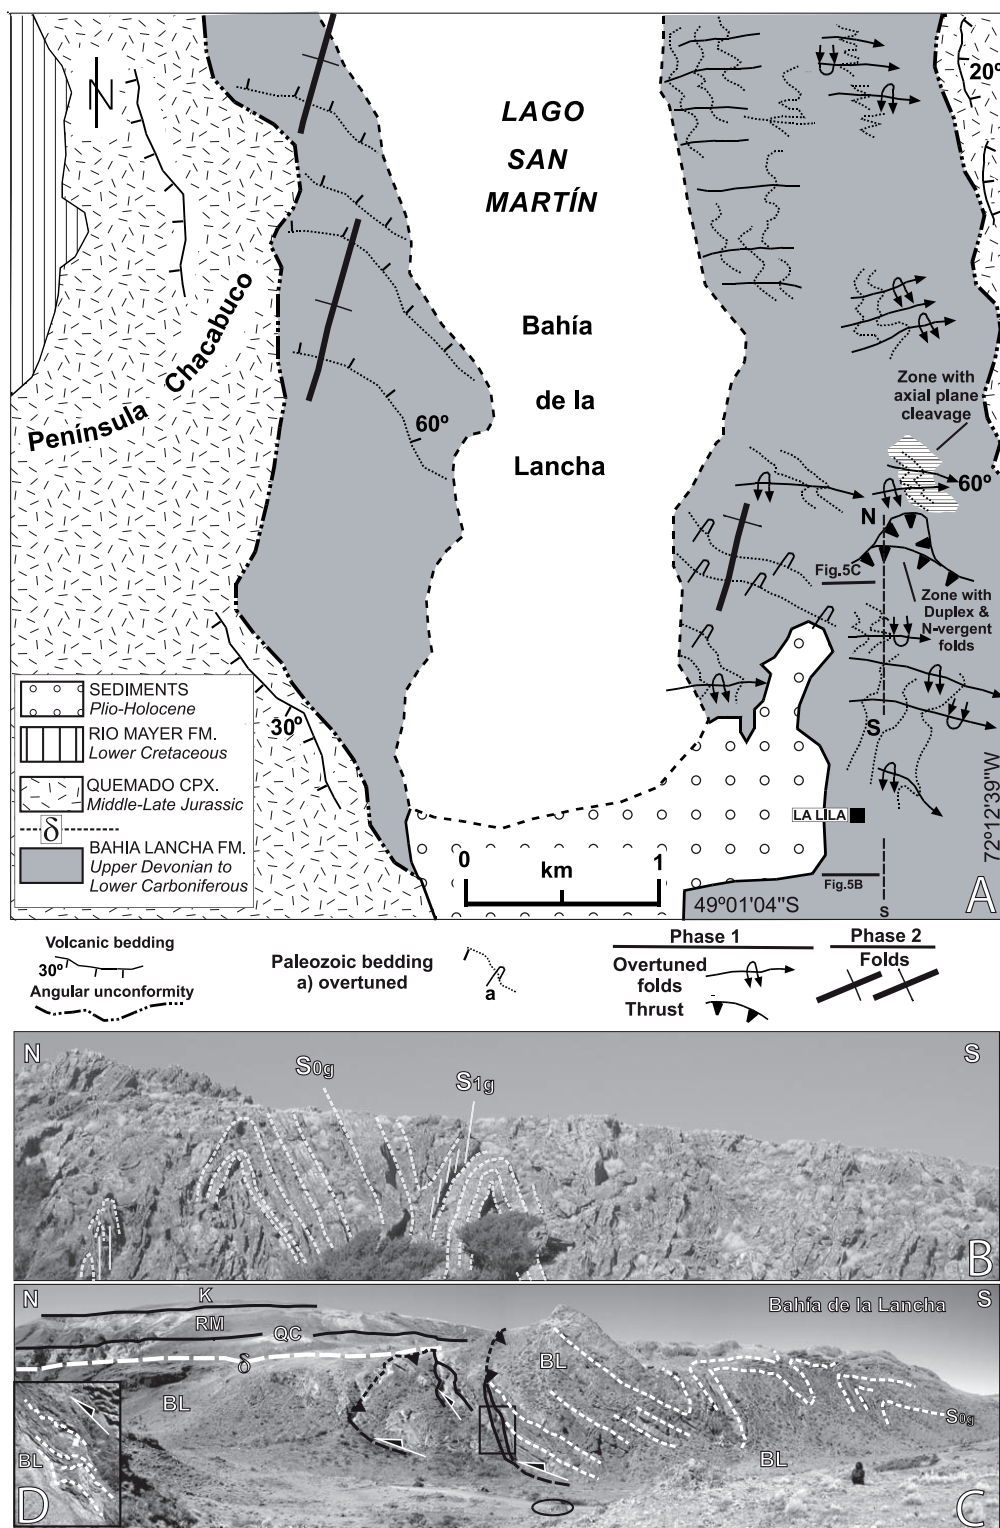 N
LAGO
SAN
MARTÍN
20º
Península Chacabuco
Bahía
de la
Lancha
60º
Zone with
axial plane
cleavage
60º
N
Fig.5C
Zone with
Duplex &
N-vergent
folds
S
30º
SEDIMENTS
Plio-Holocene
RIO MAYER FM.
Lower Cretaceous
QUEMADO CPX.
Middle-Late Jurassic
δ
BAHIA LANCHA FM.
Upper Devonian to
Lower Carboniferous
LA LILA
72º12'39''W
0
km
1
Fig.5B
49º01'04''S
S
A
Volcanic bedding
30º
Angular unconformity
Paleozoic bedding
a) overtuned
a
Phase 1
Overtuned
folds
Thrust
Phase 2
Folds
N
S
S0g
S1g
B
N
K
RM
QC
δ
Bahía de la Lancha
S
BL
BL
S0g
BL
BL
D
C